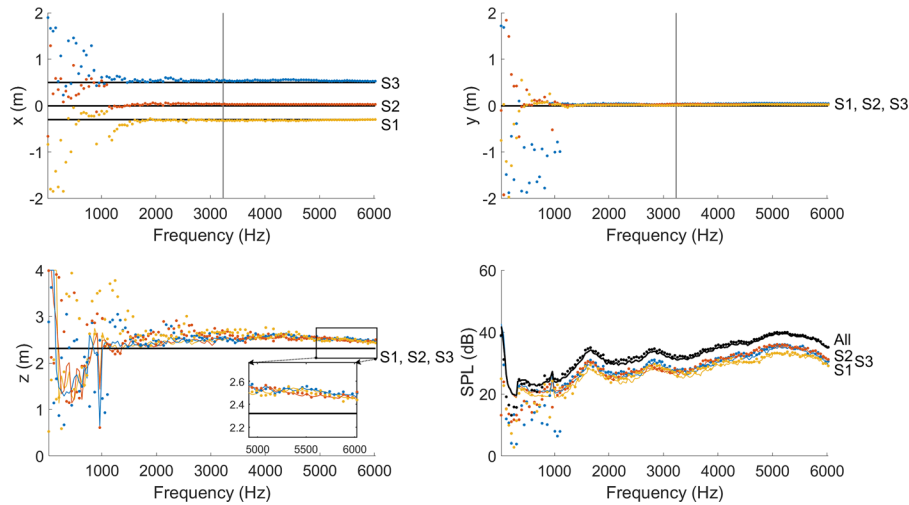 2
1
0
-1
-2
x (m)
S3
S2
S1
1000 2000 3000 4000 5000 6000
Frequency (Hz)
2
1
0
-1
-2
y (m)
S1, S2, S3
1000 2000 3000 4000 5000 6000
Frequency (Hz)
4
3
2
1
0
z (m)
S1, S2, S3
2.6
2.4
2.2
5000 5500 6000
1000 2000 3000 4000 5000 6000
Frequency (Hz)
60
40
20
0
SPL (dB)
All
S2
S3
S1
1000 2000 3000 4000 5000 6000
Frequency (Hz)